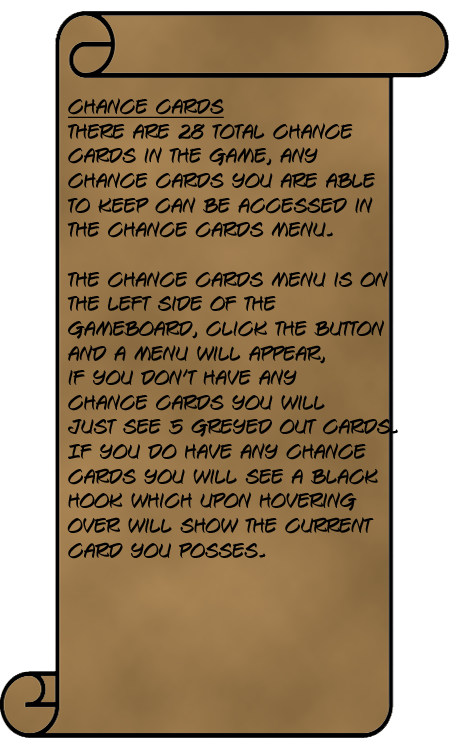 CHANCE CARDS
THERE ARE 28 TOTAL CHANCE
CARDS IN THE GAME, ANY
CHANCE CARDS YOU ARE ABLE
TO KEEP CAN BE ACCESSED IN
THE CHANCE CARDS MENU.
THE CHANCE CARDS MENU IS ON
THE LEFT SIDE OF THE
GAMEBOARD, CLICK THE BUTTON
AND A MENU WILL APPEAR,
IF YOU DON'T HAVE ANY
CHANCE CARDS YOU WILL
JUST SEE 5 GREYED OUT CARDS.
IF YOU DO HAVE ANY CHANCE
CARDS YOU WILL SEE A BLACK
HOOK WHICH UPON HOVERING
OVER WILL SHOW THE CURRENT
CARD YOU POSSES.